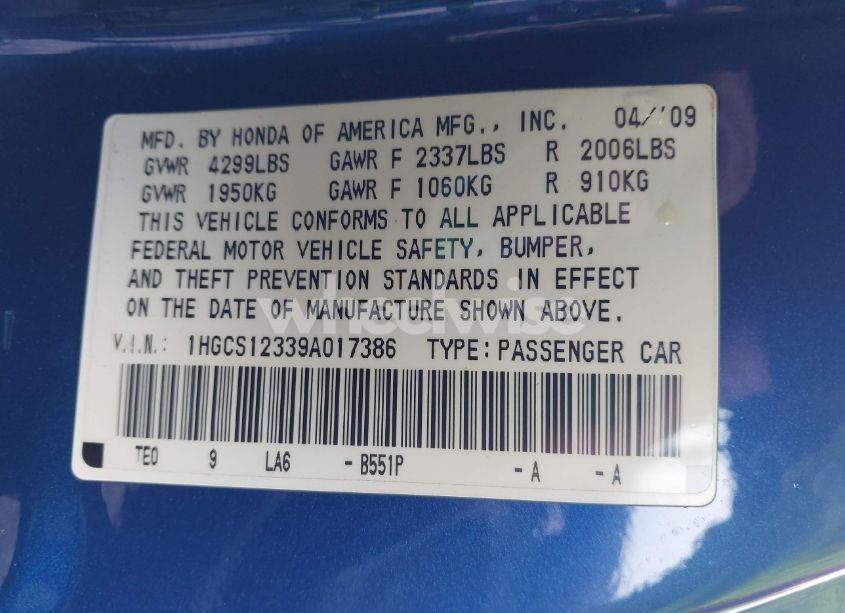 MFD. BY HONDA OF AMERICA MFG., INC. 04/'09
GVWR 4299LBS GAWR F 2337LBS R 2006LBS
GVWR 1950KG GAWR F 1060KG R 910KG
THIS VEHICLE CONFORMS TO ALL APPLICABLE
FEDERAL MOTOR VEHICLE SAFETY, BUMPER,
AND THEFT PREVENTION STANDARDS IN EFFECT
ON THE DATE OF MANUFACTURE SHOWN ABOVE.
wheelwise
V.I.N.: 1HGCS12339A017386 TYPE: PASSENGER CAR
TE0 9 LA6 -B551P -A -A